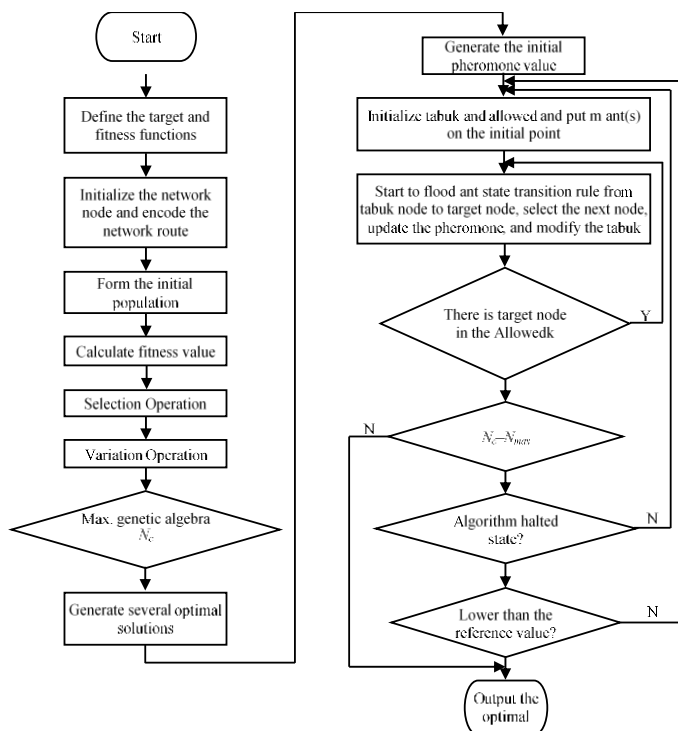 Start
Define the target and
fitness functions
Initialize the network
node and encode the
network route
Form the initial
population
Calculate fitness value
Selection Operation
Variation Operation
Max. genetic algebra
Nc
Generate several optimal
solutions
Generate the initial
pheromone value
Initialize tabuk and allowed and put m ant(s)
on the initial point
Start to flood ant state transition rule from
tabuk node to target node, select the next node,
update the pheromone, and modify the tabuk
There is target node
in the Allowedk
Y
N
Nc–Nmax
Algorithm halted
state?
N
Lower than the
reference value?
N
Output the
optimal